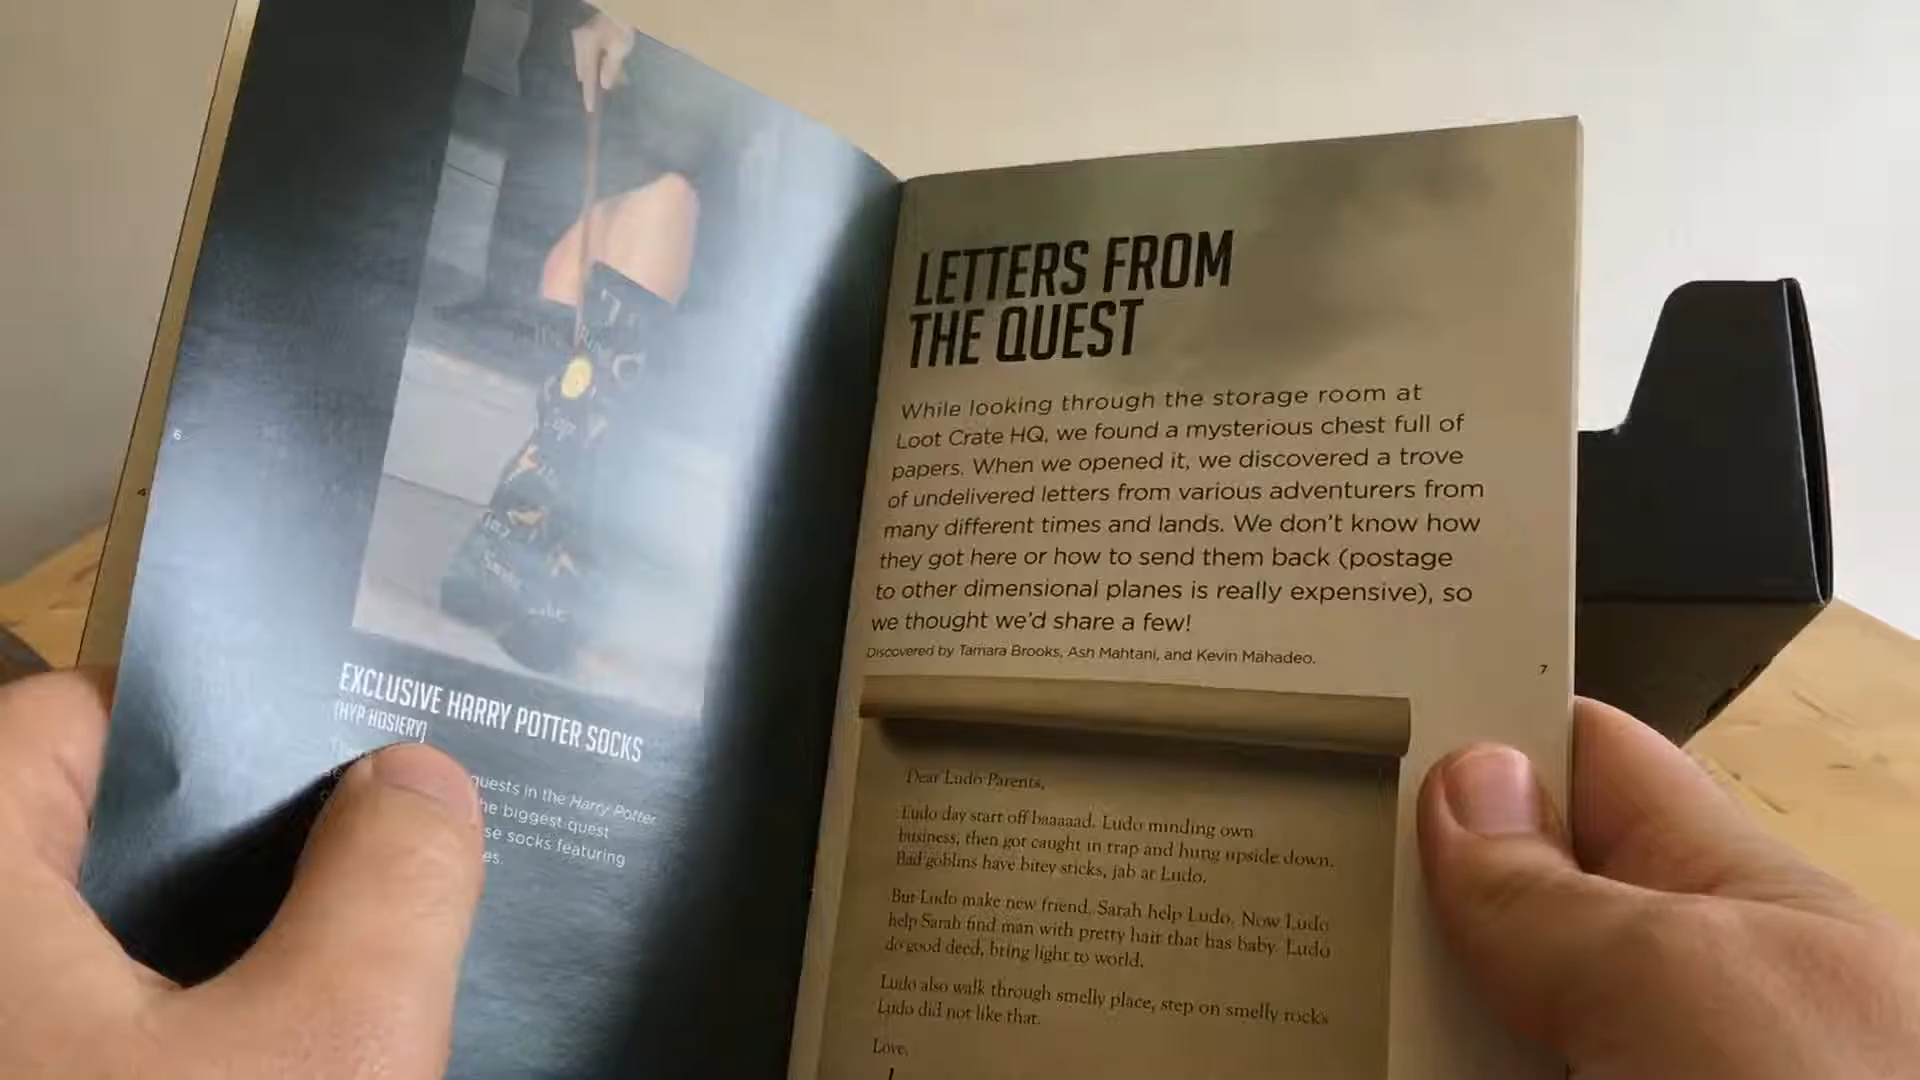 6
4
EXCLUSIVE HARRY POTTER SOCKS
(HYP HOSIERY)
quests in the Harry Potter
he biggest quest
se socks featuring
es.
LETTERS FROM
THE QUEST
While looking through the storage room at
Loot Crate HQ, we found a mysterious chest full of
papers. When we opened it, we discovered a trove
of undelivered letters from various adventurers from
many different times and lands. We don't know how
they got here or how to send them back (postage
to other dimensional planes is really expensive), so
we thought we'd share a few!
Discovered by Tamara Brooks, Ash Mahtani, and Kevin Mahadeo.
7
Dear Ludo Parents,
Ludo day start off baaaaad. Ludo minding own
business, then got caught in trap and hung upside down.
Bad goblins have bitey sticks, jab at Ludo.
But Ludo make new friend. Sarah help Ludo. Now Ludo
help Sarah find man with pretty hair that has baby. Ludo
do good deed, bring light to world.
Ludo also walk through smelly place, step on smelly rocks
Ludo did not like that.
Love,